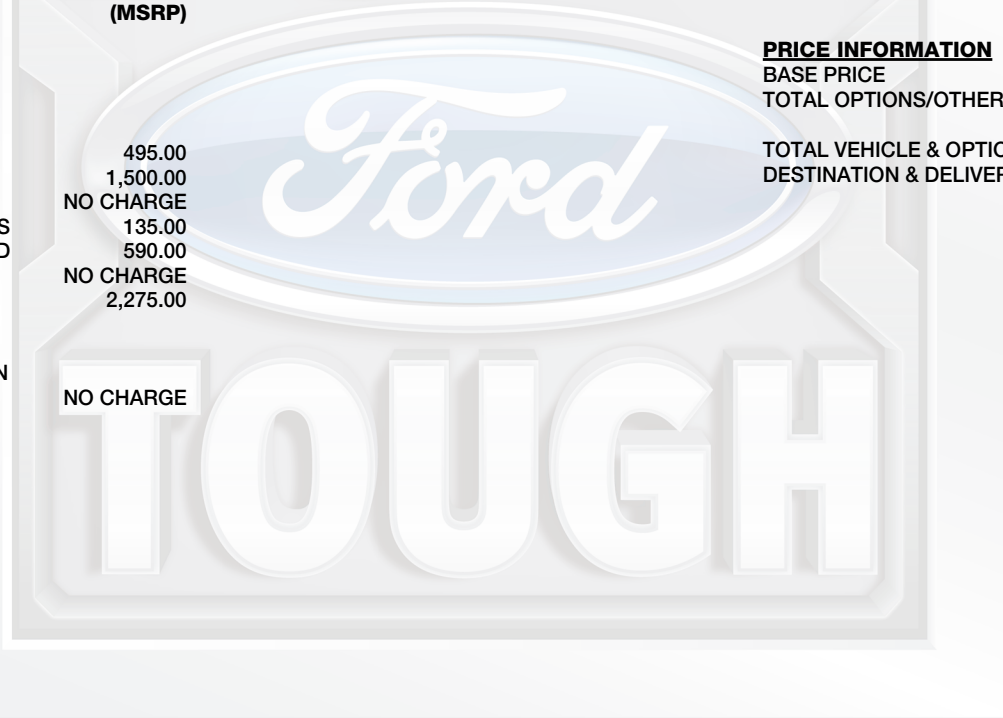 (MSRP)
495.00
1,500.00
NO CHARGE
S 135.00
D 590.00
NO CHARGE
2,275.00
N
NO CHARGE
PRICE INFORMATION
BASE PRICE
TOTAL OPTIONS/OTHER
TOTAL VEHICLE & OPTIO
DESTINATION & DELIVER
Ford
TOUGH